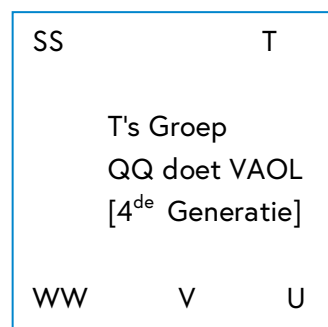 SS T
T's Groep
QQ doet VAOL
[4de Generatie]
WW V U